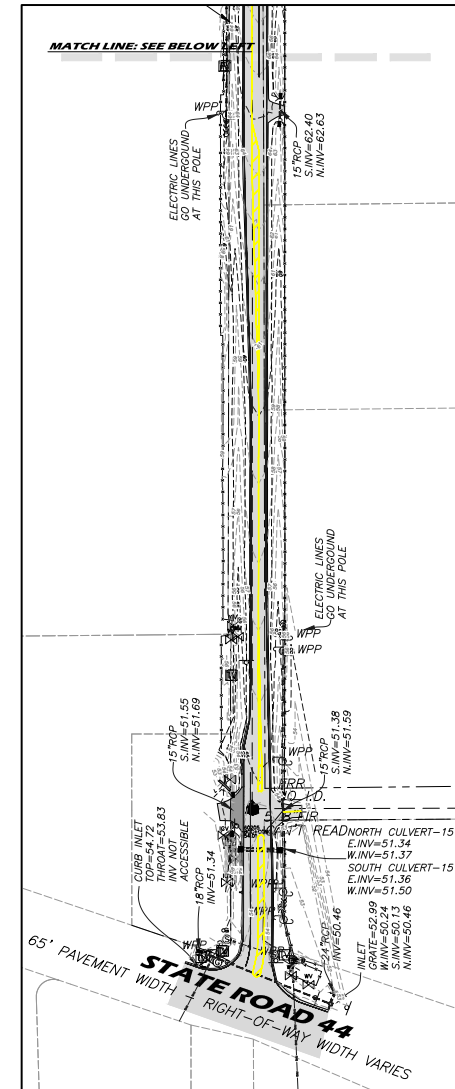 MATCH LINE: SEE BELOW LEFT
WPP
ELECTRIC LINES
GO UNDERGROUND
AT THIS POLE
15"RCP
S.INV=62.40
N.INV=62.63
ELECTRIC LINES
GO UNDERGROUND
AT THIS POLE
WPP
WPP
15"RCP
S.INV=51.55
N.INV=51.69
15"RCP
S.INV=51.38
N.INV=51.59
WPP
CURB INLET
TOP=54.72
THROAT=53.83
INV NOT
ACCESSIBLE
18"RCP
INV=51.34
NORTH CULVERT-15
E.INV=51.34
W.INV=51.37
SOUTH CULVERT-15
E.INV=51.36
W.INV=51.50
WPP
WPP
WPP
24"RCP
INV=50.46
INLET
GRATE=52.99
W.INV=50.24
S.INV=50.13
N.INV=50.46
STATE ROAD 44
65' PAVEMENT WIDTH - RIGHT-OF-WAY WIDTH VARIES